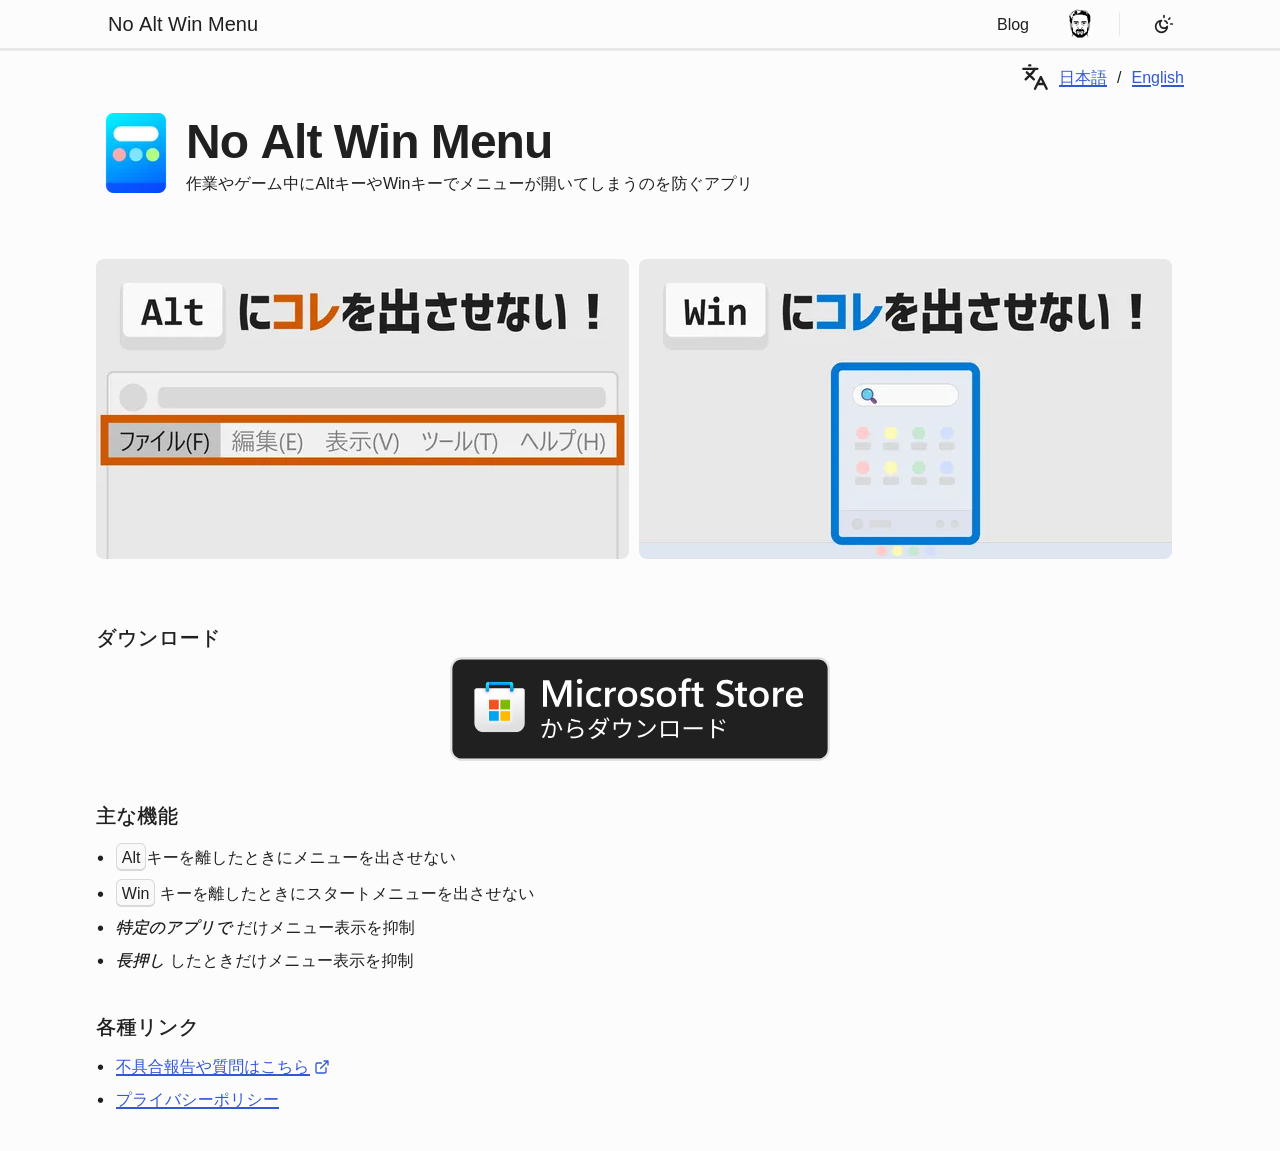 No Alt Win Menu
Blog
日本語 / English
No Alt Win Menu
作業やゲーム中にAltキーやWinキーでメニューが開いてしまうのを防ぐアプリ
Alt にコレを出させない！
ファイル(F) 編集(E) 表示(V) ツール(T) ヘルプ(H)
Win にコレを出させない！
ダウンロード
Microsoft Store
からダウンロード
主な機能
Alt キーを離したときにメニューを出させない
Win キーを離したときにスタートメニューを出させない
特定のアプリで だけメニュー表示を抑制
長押し したときだけメニュー表示を抑制
各種リンク
不具合報告や質問はこちら
プライバシーポリシー